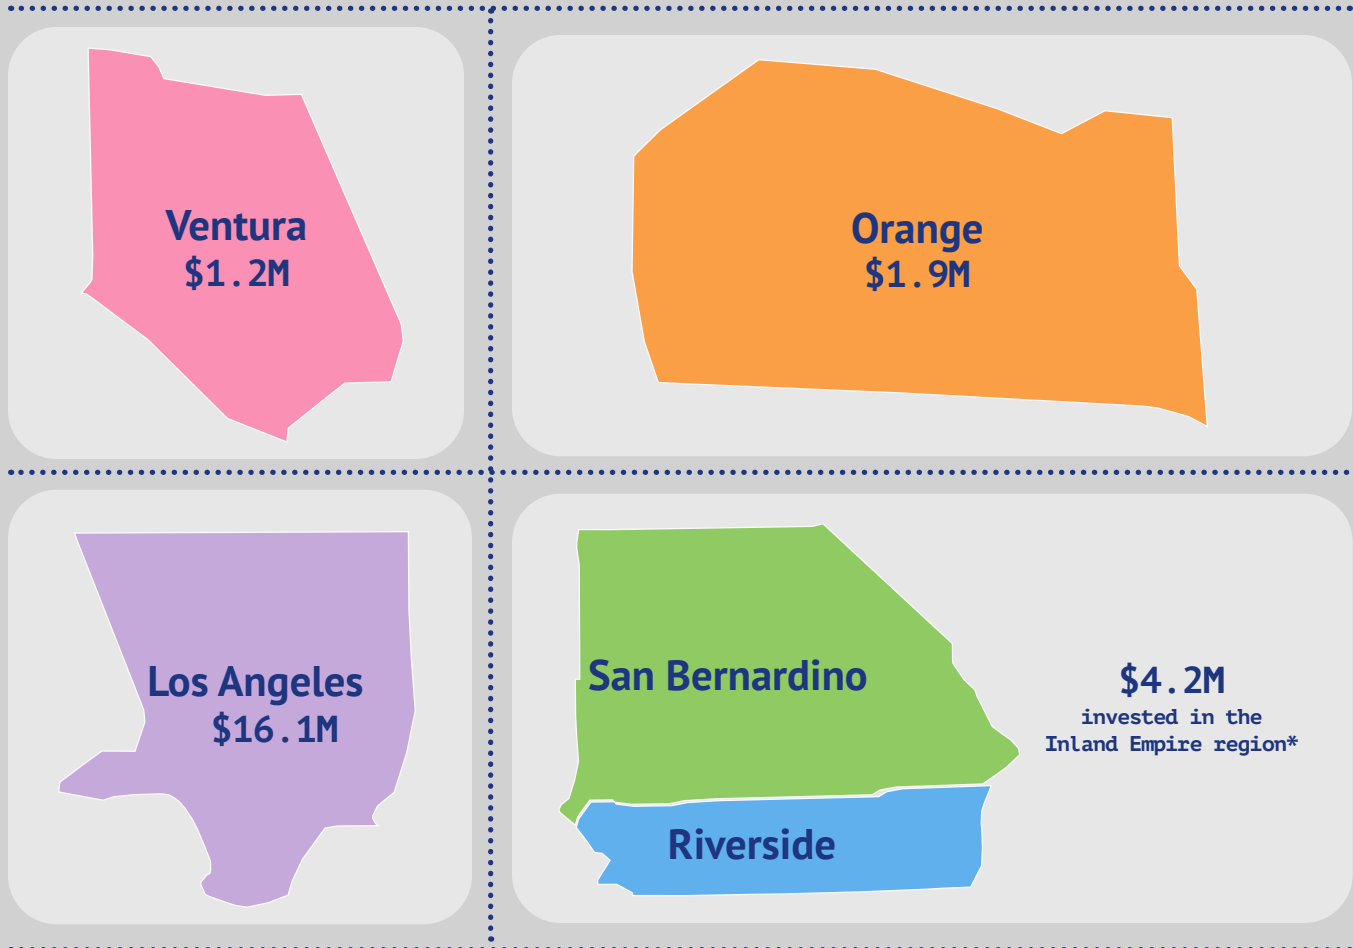 Ventura
$1.2M
Orange
$1.9M
Los Angeles
$16.1M
San Bernardino
Riverside
$4.2M
invested in the
Inland Empire region*